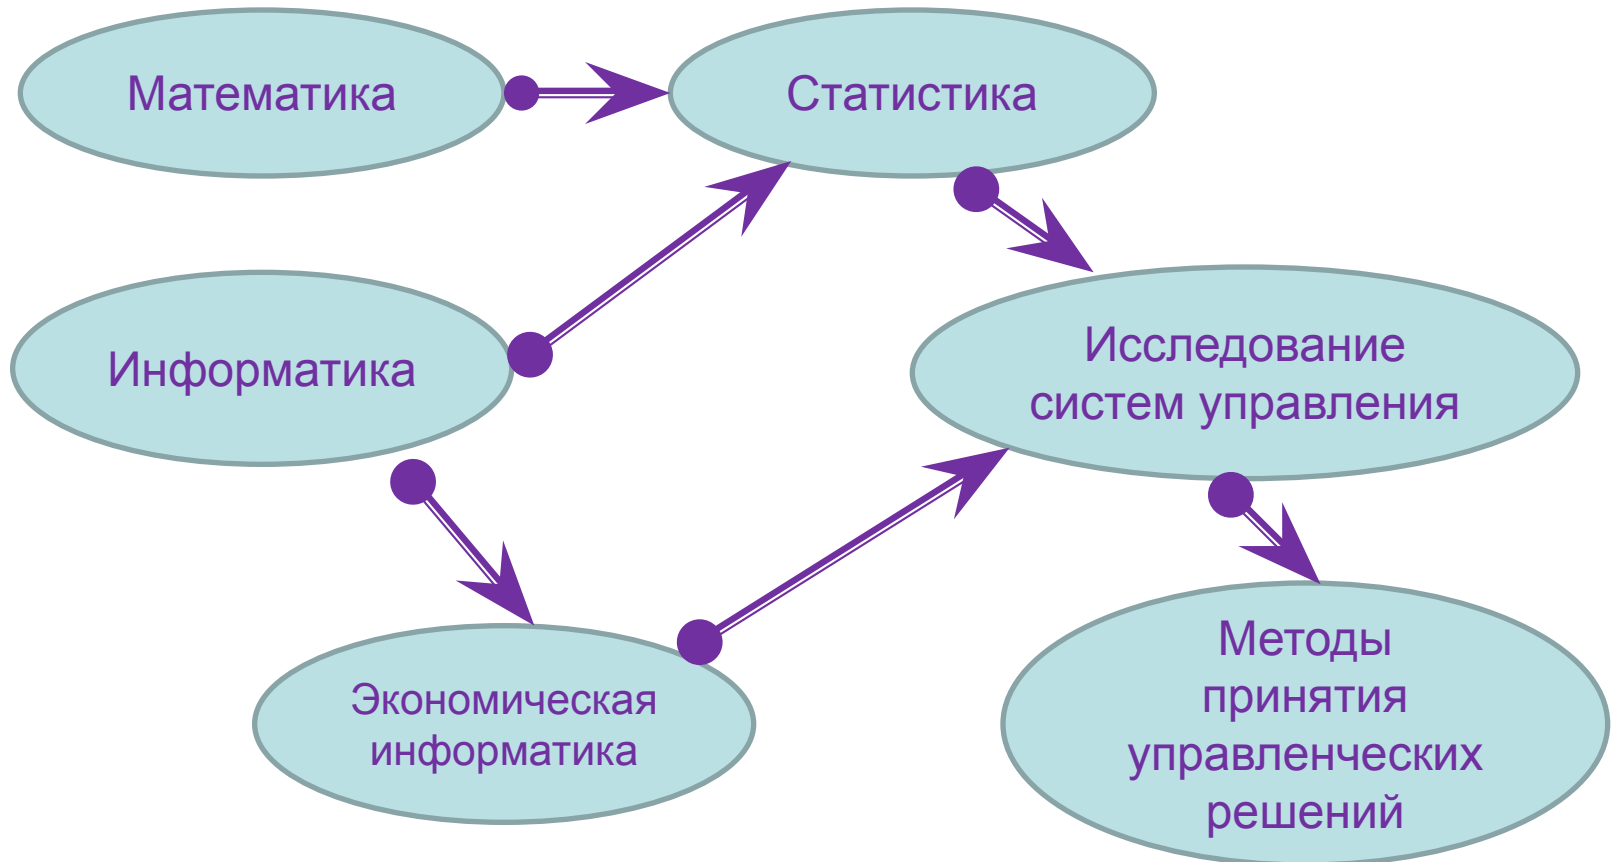 Математика
Статистика
Информатика
Исследование
систем управления
Экономическая
информатика
Методы
принятия
управленческих
решений